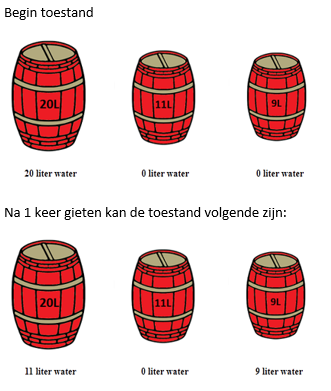 Begin toestand
20L 11L 9L
20 liter water 0 liter water 0 liter water
Na 1 keer gieten kan de toestand volgende zijn:
20L 11L 9L
11 liter water 0 liter water 9 liter water